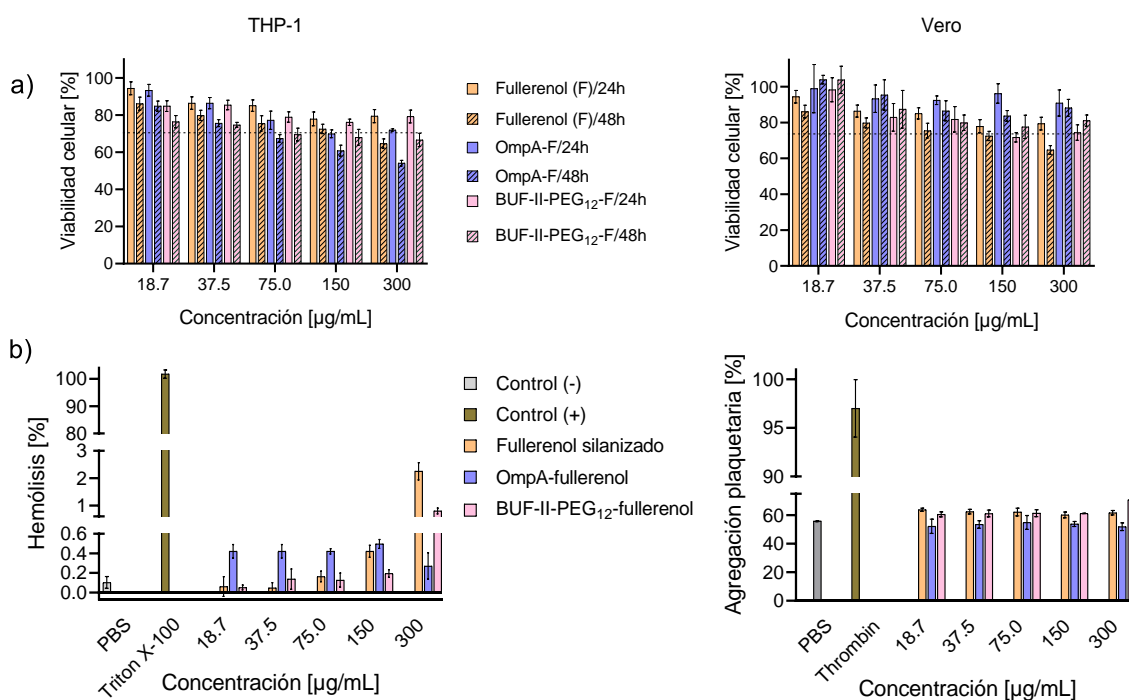 THP-1
Vero
a)
Viabilidad celular [%]
100
80
60
40
20
0
18.7
37.5
75.0
150
300
Concentración [µg/mL]
Fullerenol (F)/24h
Fullerenol (F)/48h
OmpA-F/24h
OmpA-F/48h
BUF-II-PEG12-F/24h
BUF-II-PEG12-F/48h
Viabilidad celular [%]
100
80
60
40
20
0
18.7
37.5
75.0
150
300
Concentración [µg/mL]
b)
Hemólisis [%]
100
90
80
3
2
1
0.6
0.4
0.2
0.0
PBS
Triton X-100
18.7
37.5
75.0
150
300
Concentración [µg/mL]
Control (-)
Control (+)
Fullerenol silanizado
OmpA-fullerenol
BUF-II-PEG12-fullerenol
Agregación plaquetaria [%]
100
95
90
60
40
20
0
PBS
Thrombin
18.7
37.5
75.0
150
300
Concentración [µg/mL]